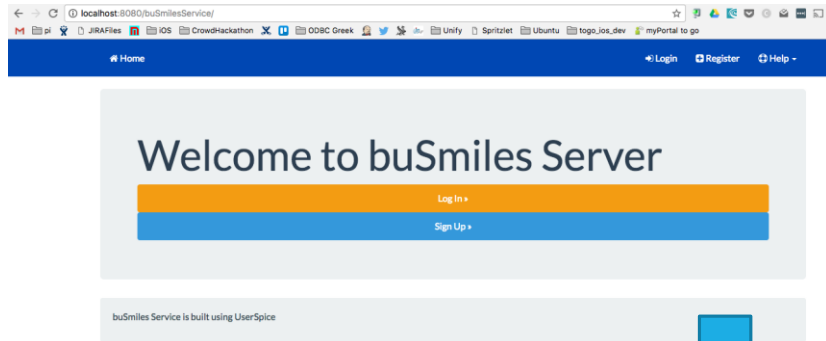 localhost:8080/buSmilesService/
pi JIRAFiles iOS CrowdHackathon ODBC Greek Unify Spritzlet Ubuntu togo_ios_dev myPortal to go
Home Login Register Help
Welcome to buSmiles Server
Log In »
Sign Up »
buSmiles Service is built using UserSpice